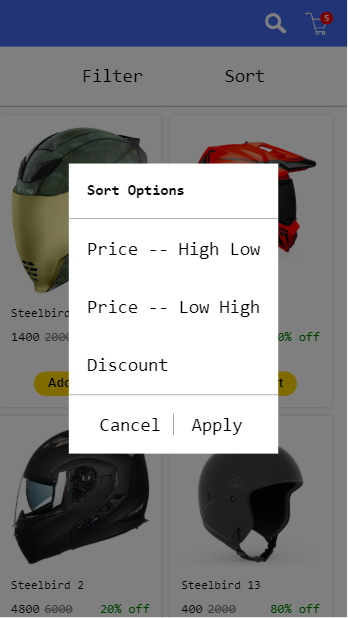 5
Filter Sort
Sort Options
Price -- High Low
Price -- Low High
Discount
Cancel Apply
Steelbird
1400 2000 0% off
Add
Steelbird 2 Steelbird 13
4800 6000 20% off 400 2000 80% off